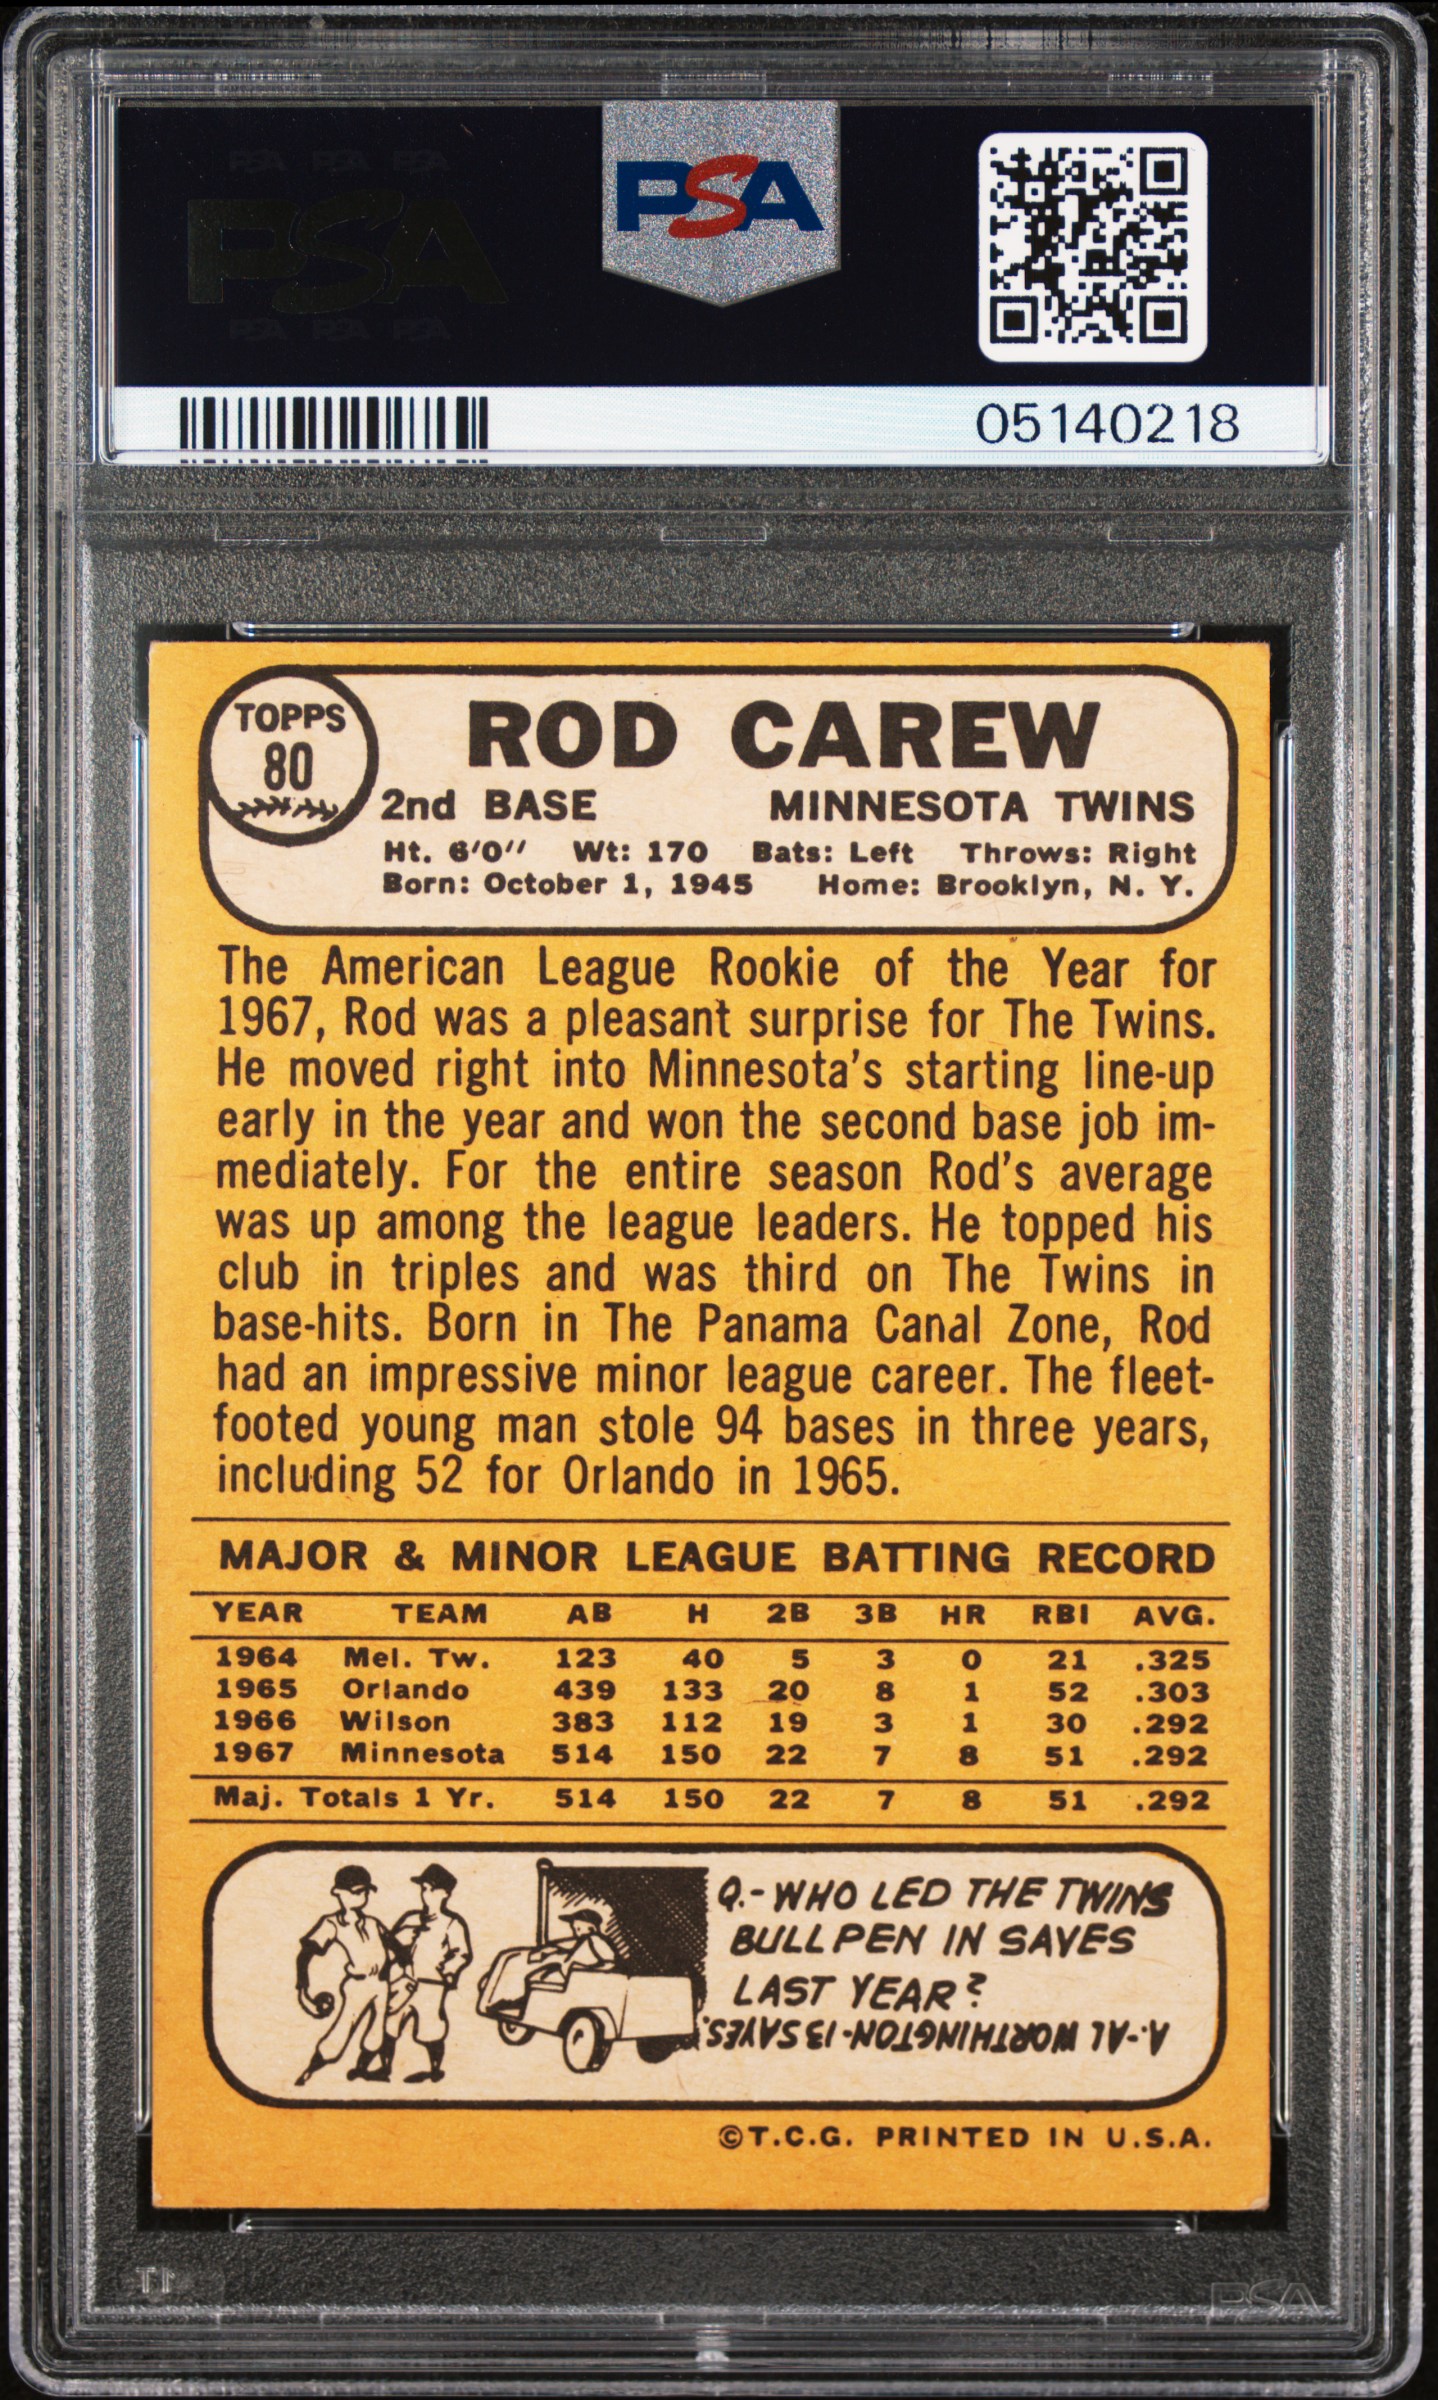 PSA PSA PSA
PSA
PSA PSA PSA
PSA
05140218
TOPPS
80
ROD CAREW
2nd BASE MINNESOTA TWINS
Ht. 6'0" Wt: 170 Bats: Left Throws: Right
Born: October 1, 1945 Home: Brooklyn, N. Y.
The American League Rookie of the Year for
1967, Rod was a pleasant surprise for The Twins.
He moved right into Minnesota's starting line-up
early in the year and won the second base job im-
mediately. For the entire season Rod's average
was up among the league leaders. He topped his
club in triples and was third on The Twins in
base-hits. Born in The Panama Canal Zone, Rod
had an impressive minor league career. The fleet-
footed young man stole 94 bases in three years,
including 52 for Orlando in 1965.
MAJOR & MINOR LEAGUE BATTING RECORD
YEAR TEAM AB H 2B 3B HR RBI AVG.
1964 Mel. Tw. 123 40 5 3 0 21 .325
1965 Orlando 439 133 20 8 1 52 .303
1966 Wilson 383 112 19 3 1 30 .292
1967 Minnesota 514 150 22 7 8 51 .292
Maj. Totals 1 Yr. 514 150 22 7 8 51 .292
Q.-WHO LED THE TWINS
BULLPEN IN SAVES
LAST YEAR?
A.-AL WORTHINGTON-13 SAVES.
©T.C.G. PRINTED IN U.S.A.
PSA